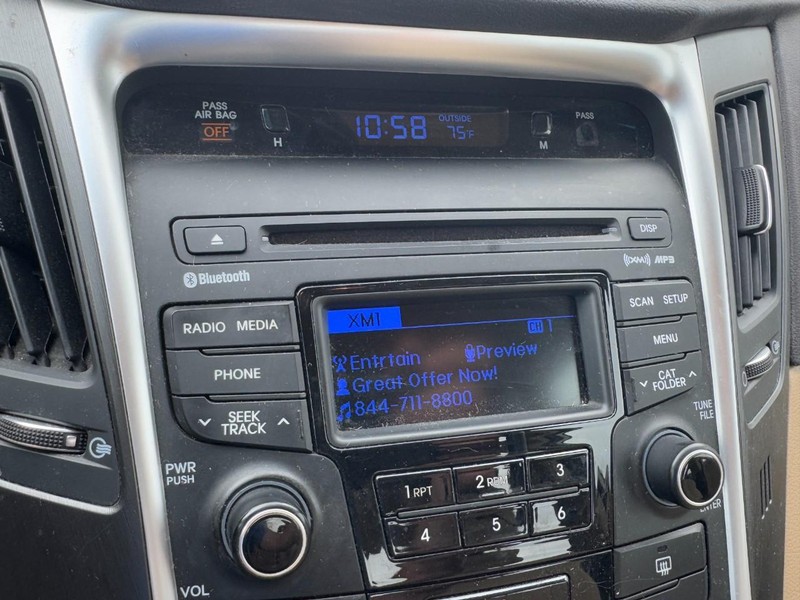 PASS
AIR BAG
OFF
H
10:58
OUTSIDE
75°F
M
PASS
DISP
Bluetooth
((XM)) MP3
RADIO MEDIA
PHONE
SEEK
TRACK
XM1
CH 1
Entrtain Preview
Great Offer Now!
844-711-8800
SCAN SETUP
MENU
CAT
FOLDER
TUNE
FILE
ENTER
PWR
PUSH
VOL
1 RPT
2 RDM
3
4
5
6